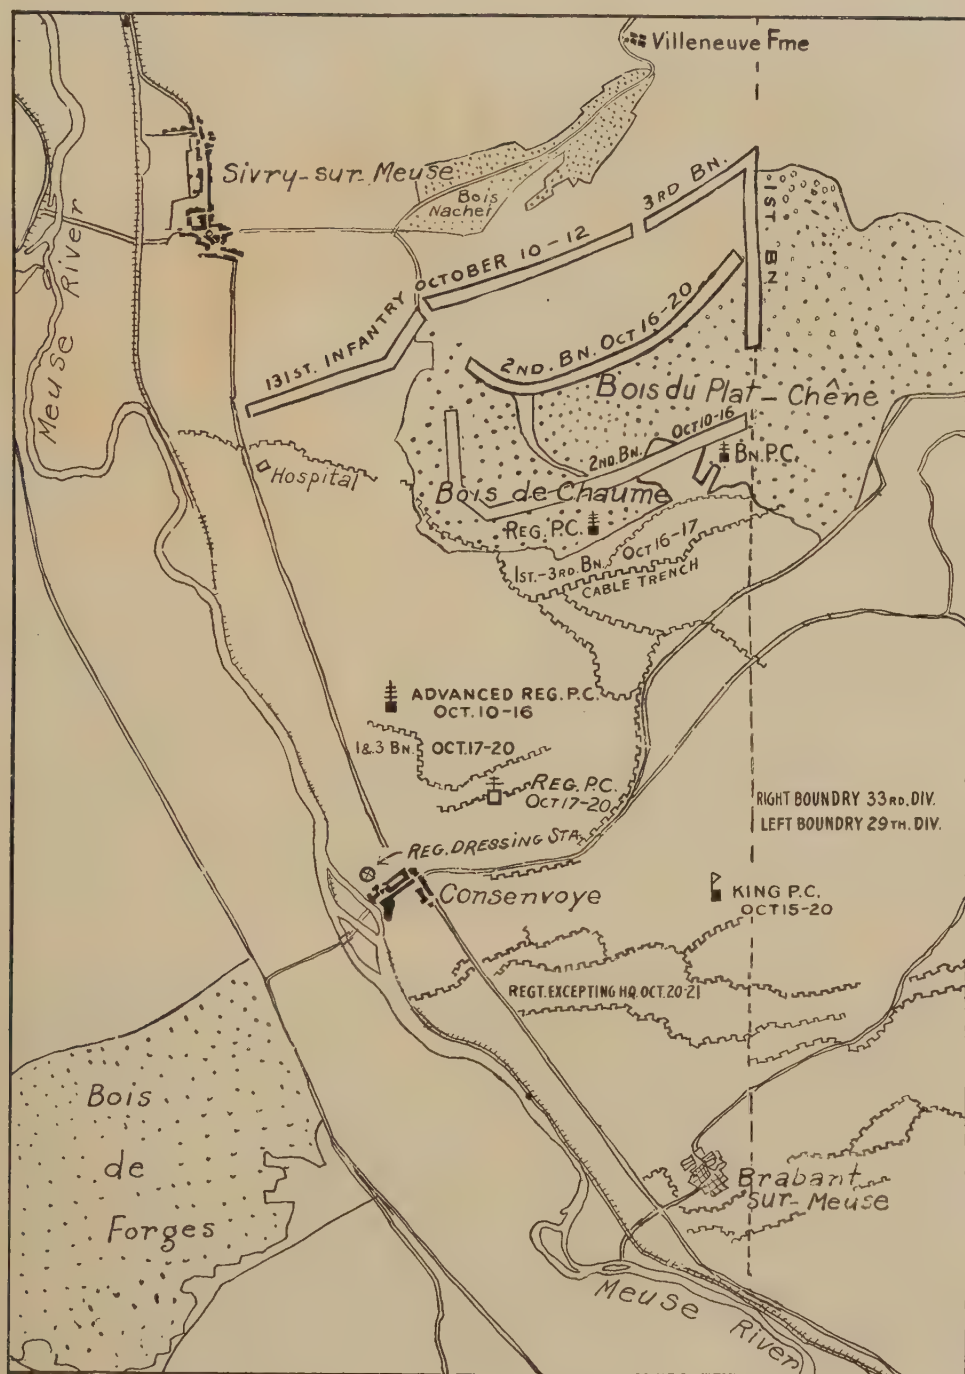 Villeneuve Fme
Sivry-sur-Meuse
Bois
Nacher
Meuse River
3RD BN.
1ST. BN.
131ST. INFANTRY OCTOBER 10-12
2ND. BN. OCT 16-20
Bois du Plat-Chêne
2ND. BN. OCT 10-16
BN. P.C.
Hospital
Bois de Chaume
REG. P.C.
1ST.-3RD. BN. OCT 16-17
CABLE TRENCH
ADVANCED REG. P.C.
OCT. 10-16
1 & 3 BN. OCT. 17-20
REG. P.C.
OCT 17-20
RIGHT BOUNDRY 33RD. DIV.
LEFT BOUNDRY 29TH. DIV.
REG. DRESSING STA.
Consenvoye
KING P.C.
OCT 15-20
REGT. EXCEPTING HQ. OCT. 20-21
Bois
de
Forges
Brabant
sur-Meuse
Meuse River